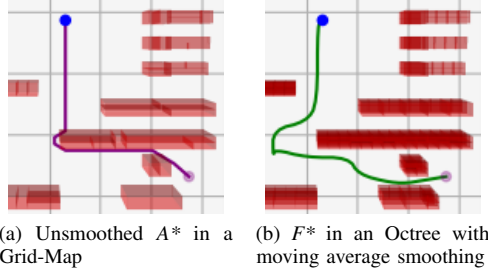 (a) Unsmoothed A* in a
Grid-Map
(b) F* in an Octree with
moving average smoothing